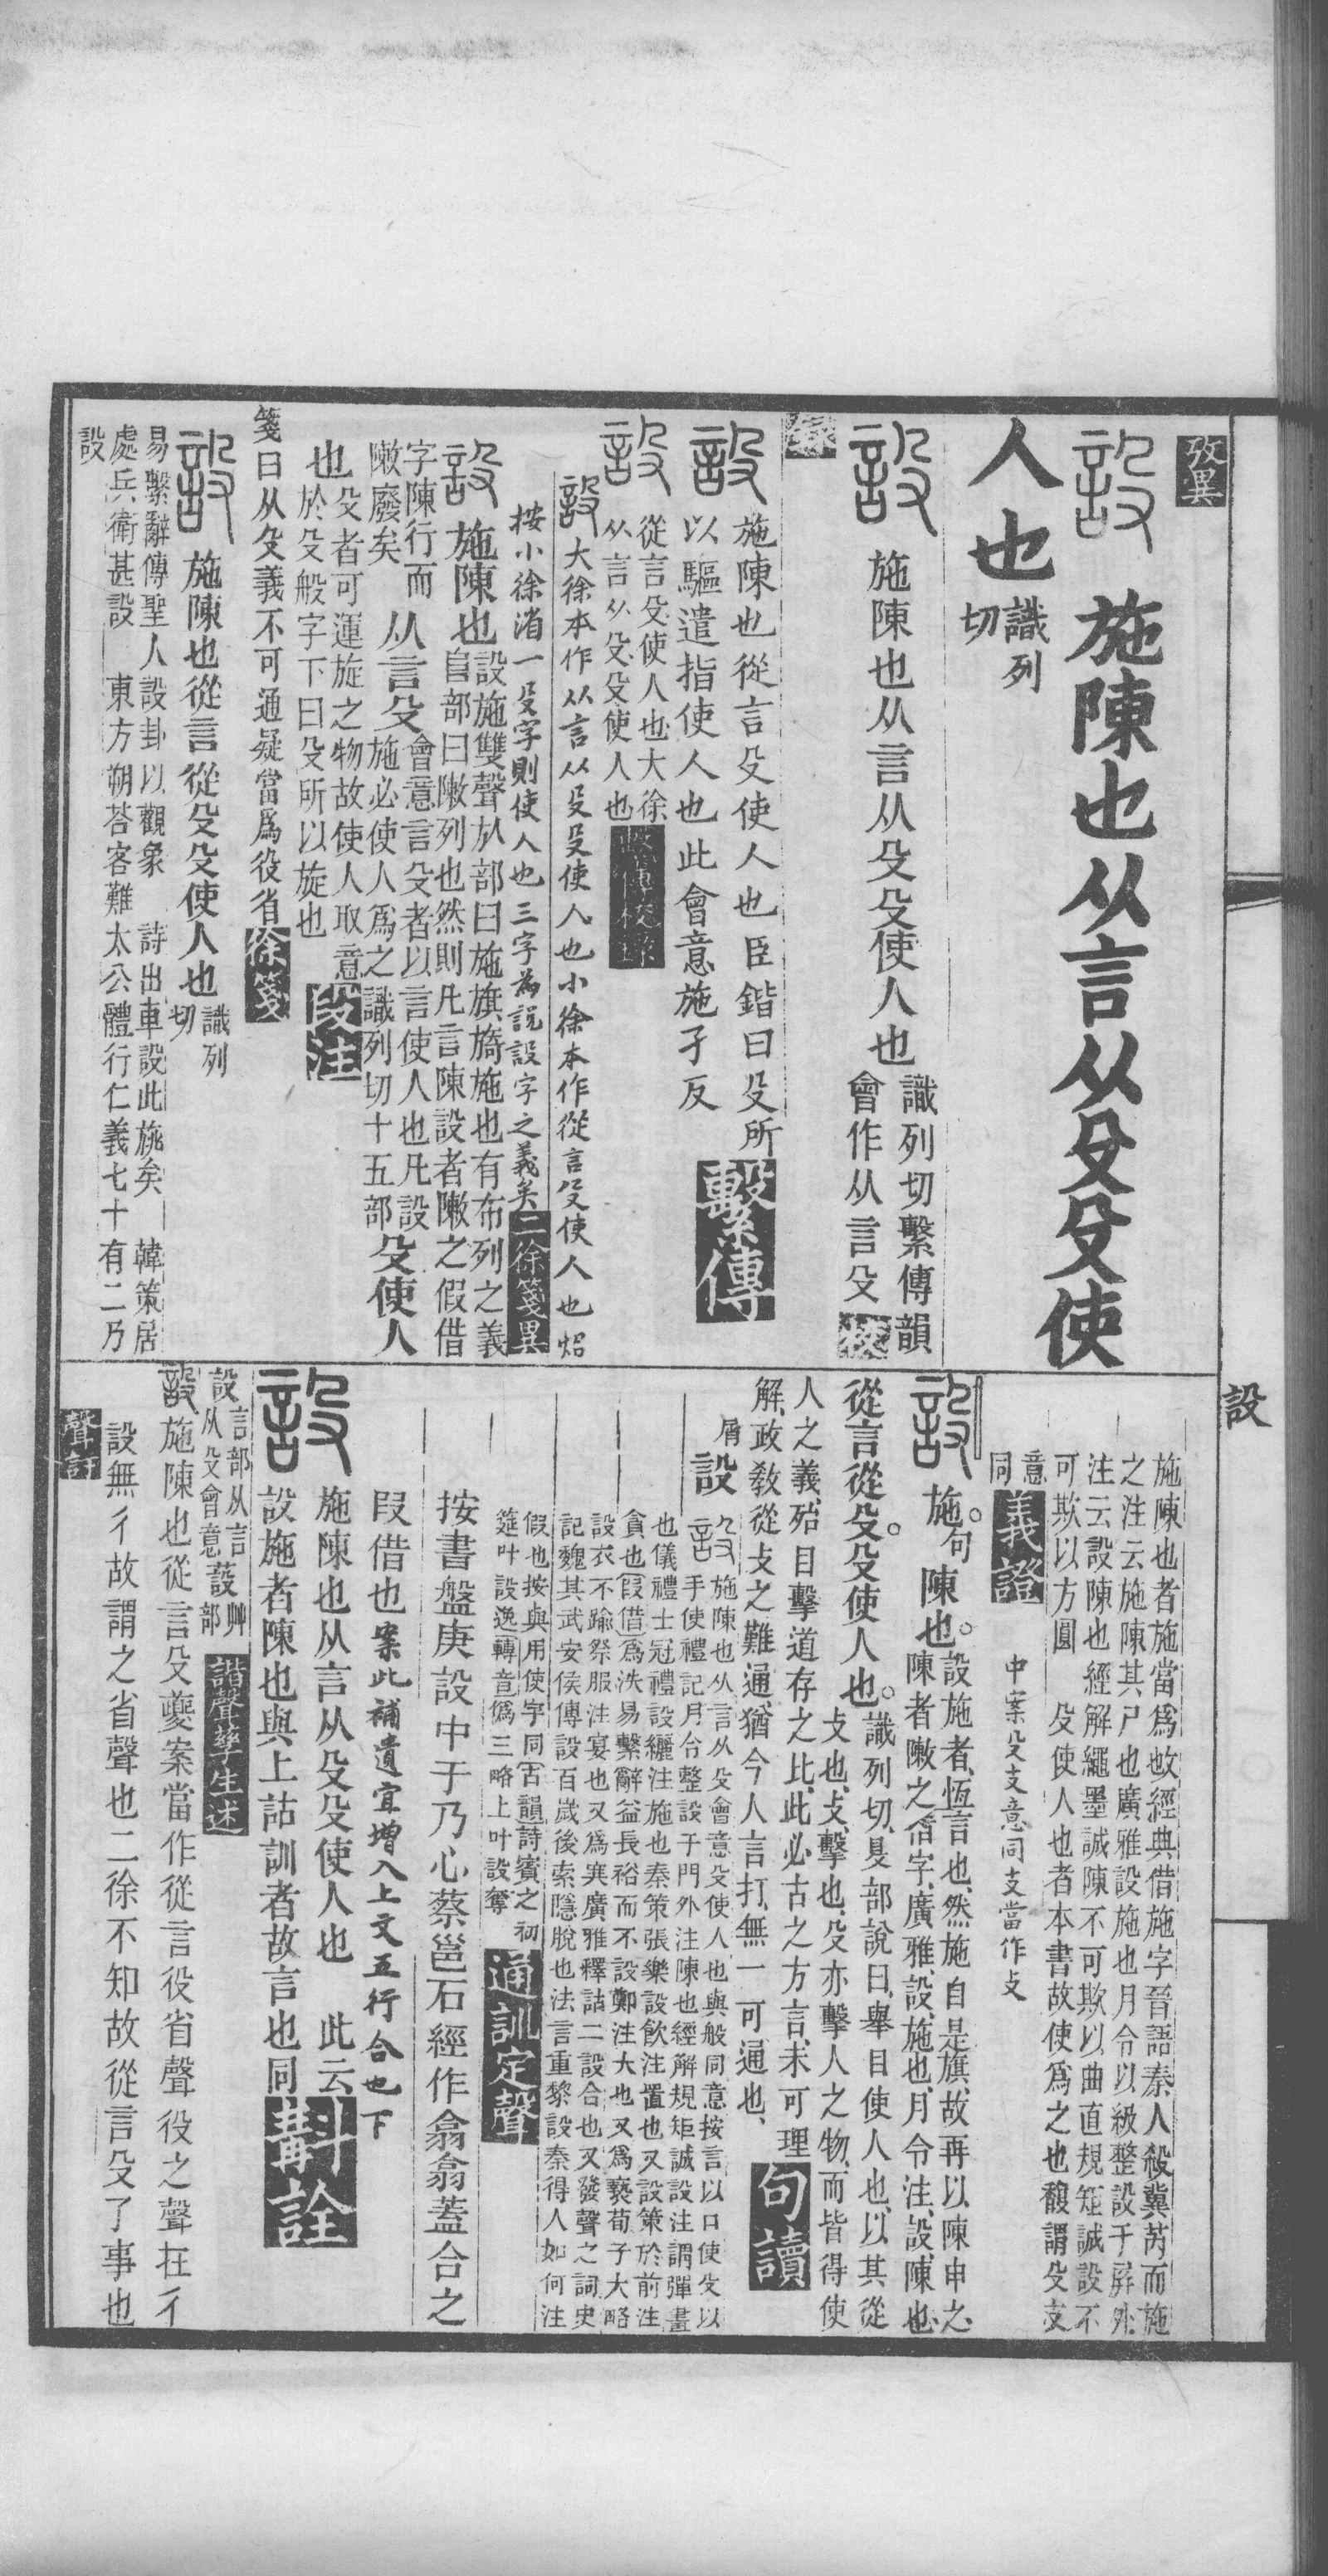 攷異
設 施陳也从言从殳殳使
人也
識列
切
設 施陳也从言从殳殳使人也
識列切繫傳韻
會作从言殳
校
錄
設 施陳也從言殳使人也臣鍇曰殳所
以驅遣指使人也此會意施孑反
繫傳
設
從言殳使人也大徐
从言从殳殳使人也
設 大徐本作从言从殳殳使人也小徐本作從言殳使人也炤
按小徐渻一殳字則使人也三字為説設字之義矣
二徐箋異
設 施陳也
設施雙聲㫃部曰施旗旖施也有布列之義
𨸏部曰敶列也然則凡言陳設者敶之假借
字陳行而
敶廢矣
从言殳
會意言殳者以言使人也凡設
施必使人爲之識列切十五部
殳使人
也
殳者可運旋之物故使人取意
於殳般字下曰殳所以旋也
段注
箋曰从殳義不可通疑當爲役省
徐箋
設 施陳也從言從殳殳使人也
識列
切
易繫辭傳聖人設卦以觀象 詩出車設此旐矣 韓策居
處兵衛甚設 東方朔荅客難太公體行仁義七十有二乃
設
施陳也者施當爲㪺經典借施字晉語秦人殺冀芮而施
之注云施陳其尸也廣雅設施也月令以級整設于屏外
注云設陳也經解繩墨誠陳不可欺以曲直規矩誠設不
可欺以方圓 殳使人也者本書故使爲之也馥謂殳攴
意
同
義證
中案殳支意同支當作攴
設 施。句陳也。
設施者、恆言也、然施自是旗、故再以陳申之、
陳者敶之借字、廣雅、設、施也、月令注、設、陳也、
從言從殳。殳使人也。
識列切、夏部說曰、舉目使人也、以其從
攴也、攴、擊也、殳亦擊人之物、而皆得使
人之義、殆目擊道存之比、此必古之方言、未可理
解、政敎從攴之難通、猶今人言打、無一可通也、
句讀
屑
設
設 施陳也从言从殳會意殳使人也與般同意按言以口使殳以
手使禮記月令整設于門外注陳也經解規矩誠設注謂彈畫
也儀禮士冠禮設纚注施也秦策張樂設飮注置也又設策於前注
貪也叚借爲洗易繫辭益長裕而不設鄭注大也又爲褻荀子大略
設衣不踰祭服注宴也又爲寞廣雅釋詁二設合也又發聲之詞史
記魏其武安侯傳設百歲後索隱脫也法言重黎設秦得人如何注
假也按與用使字同古韻詩賓之初
筵叶設逸轉音爲三略上叶設奪
通訓定聲
按書盤庚設中于乃心蔡邕石經作翕翕蓋合之
叚借也案此補遺宜增入上文五行合也下
設 施陳也从言从殳殳使人也 此云
設施者陳也與上詁訓者故言也同
斠詮
設言部从言
設从殳會意
蔎艸
部
諧聲孳生述
設 施陳也從言殳夔案當作從言役省聲役之聲在彳
設無彳故謂之省聲也二徐不知故從言殳了事也
聲訂
設